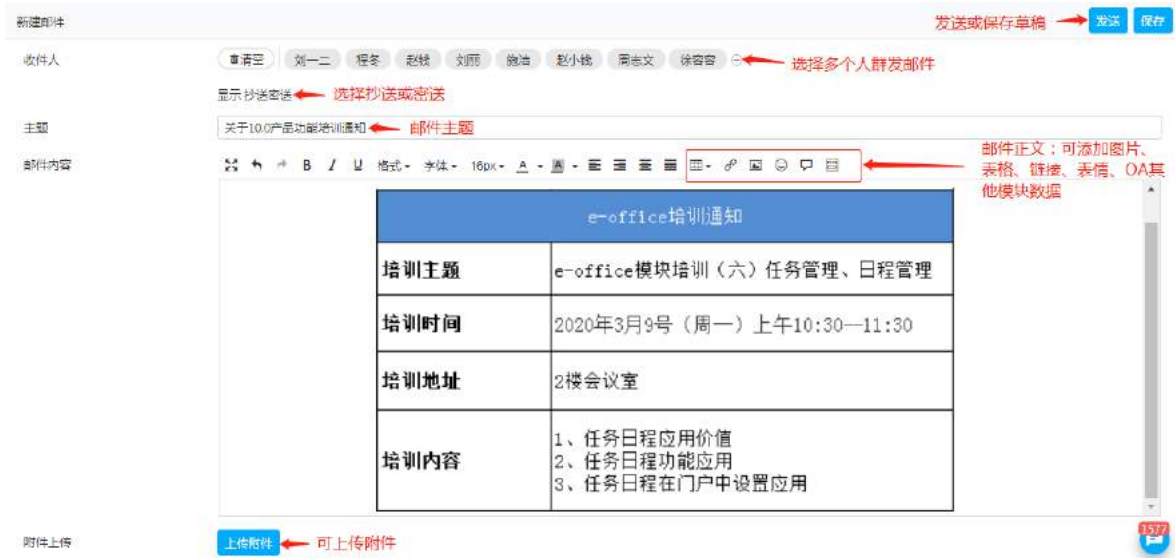 新建邮件
发送或保存草稿
发送
保存
收件人
清空 刘一二 程冬 赵钱 刘丽 施洁 赵小钱 周志文 徐容容
选择多个人群发邮件
显示 抄送密送
选择抄送或密送
主题
关于10.0产品功能培训通知
邮件主题
邮件内容
B I U 格式 字体 16px A A
邮件正文；可添加图片、
表格、链接、表情、OA其
他模块数据
e-office培训通知
培训主题 e-office模块培训（六）任务管理、日程管理
培训时间 2020年3月9号（周一）上午10:30--11:30
培训地址 2楼会议室
培训内容
1、任务日程应用价值
2、任务日程功能应用
3、任务日程在门户中设置应用
附件上传
上传附件
可上传附件
1577